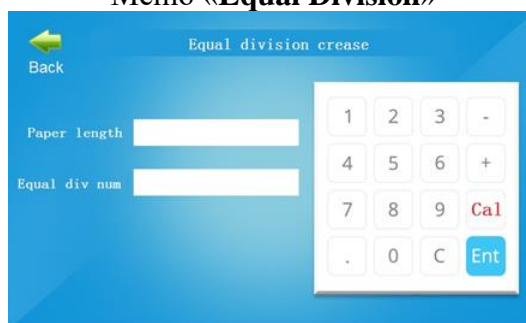 Меню «Equal Division»
Equal division crease
Back
Paper length
Equal div num
1 2 3 -
4 5 6 +
7 8 9 Cal
. 0 C Ent